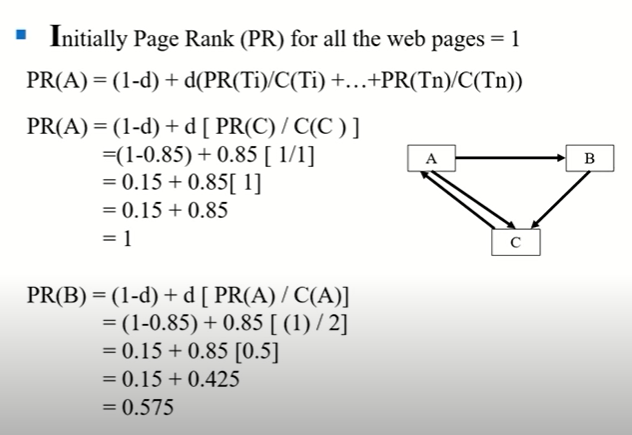 Initially Page Rank (PR) for all the web pages = 1
PR(A) = (1-d) + d(PR(Ti)/C(Ti) +…+PR(Tn)/C(Tn))
PR(A) = (1-d) + d [ PR(C) / C(C ) ]
=(1-0.85) + 0.85 [ 1/1]
= 0.15 + 0.85[ 1]
= 0.15 + 0.85
= 1
A
B
C
PR(B) = (1-d) + d [ PR(A) / C(A)]
= (1-0.85) + 0.85 [ (1) / 2]
= 0.15 + 0.85 [0.5]
= 0.15 + 0.425
= 0.575